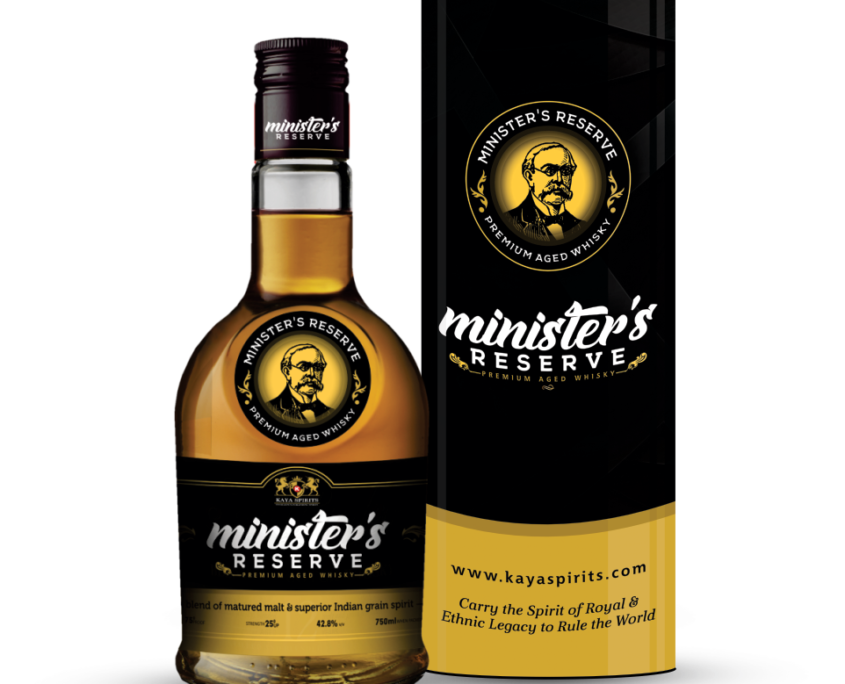 minister's
RESERVE
MINISTER'S RESERVE
PREMIUM AGED WHISKY
KAYA SPIRITS
minister's
RESERVE
PREMIUM AGED WHISKY
blend of matured malt & superior Indian grain spirit
STRENGTH 25°UP 42.8% v/v 750ml
MINISTER'S RESERVE
PREMIUM AGED WHISKY
minister's
RESERVE
PREMIUM AGED WHISKY
www.kayaspirits.com
Carry the Spirit of Royal &
Ethnic Legacy to Rule the World